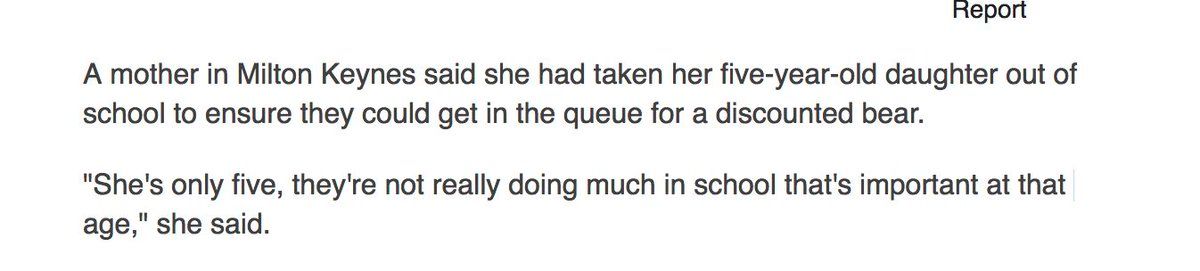 Report
A mother in Milton Keynes said she had taken her five-year-old daughter out of
school to ensure they could get in the queue for a discounted bear.
"She's only five, they're not really doing much in school that's important at that
age," she said.